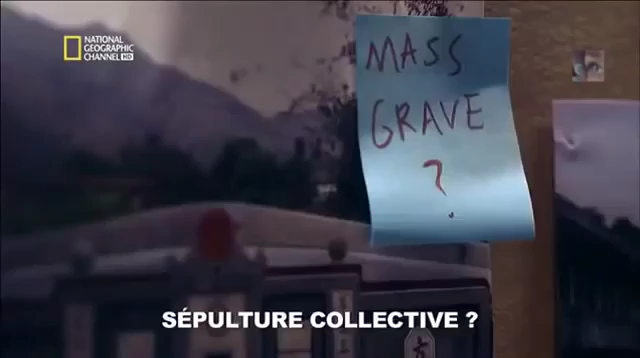 NATIONAL
GEOGRAPHIC
CHANNEL HD
MASS
GRAVE
?
SÉPULTURE COLLECTIVE ?